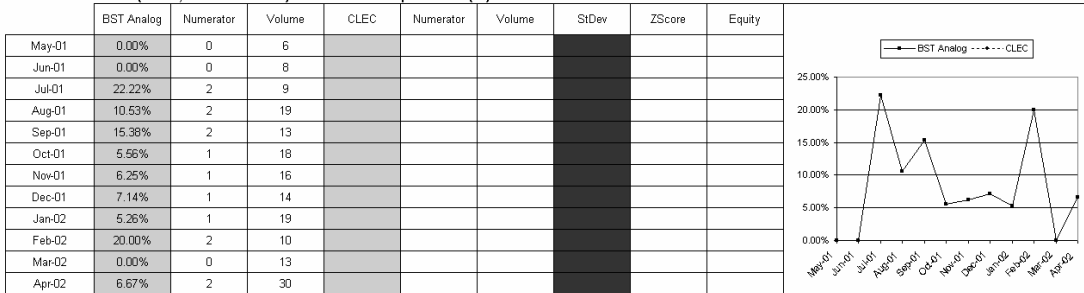 BST Analog Numerator Volume CLEC Numerator Volume StDev ZScore Equity
May-01 0.00% 0 6
Jun-01 0.00% 0 8
Jul-01 22.22% 2 9
Aug-01 10.53% 2 19
Sep-01 15.38% 2 13
Oct-01 5.56% 1 18
Nov-01 6.25% 1 16
Dec-01 7.14% 1 14
Jan-02 5.26% 1 19
Feb-02 20.00% 2 10
Mar-02 0.00% 0 13
Apr-02 6.67% 2 30
BST Analog CLEC
25.00%
20.00%
15.00%
10.00%
5.00%
0.00%
May-01 Jun-01 Jul-01 Aug-01 Sep-01 Oct-01 Nov-01 Dec-01 Jan-02 Feb-02 Mar-02 Apr-02